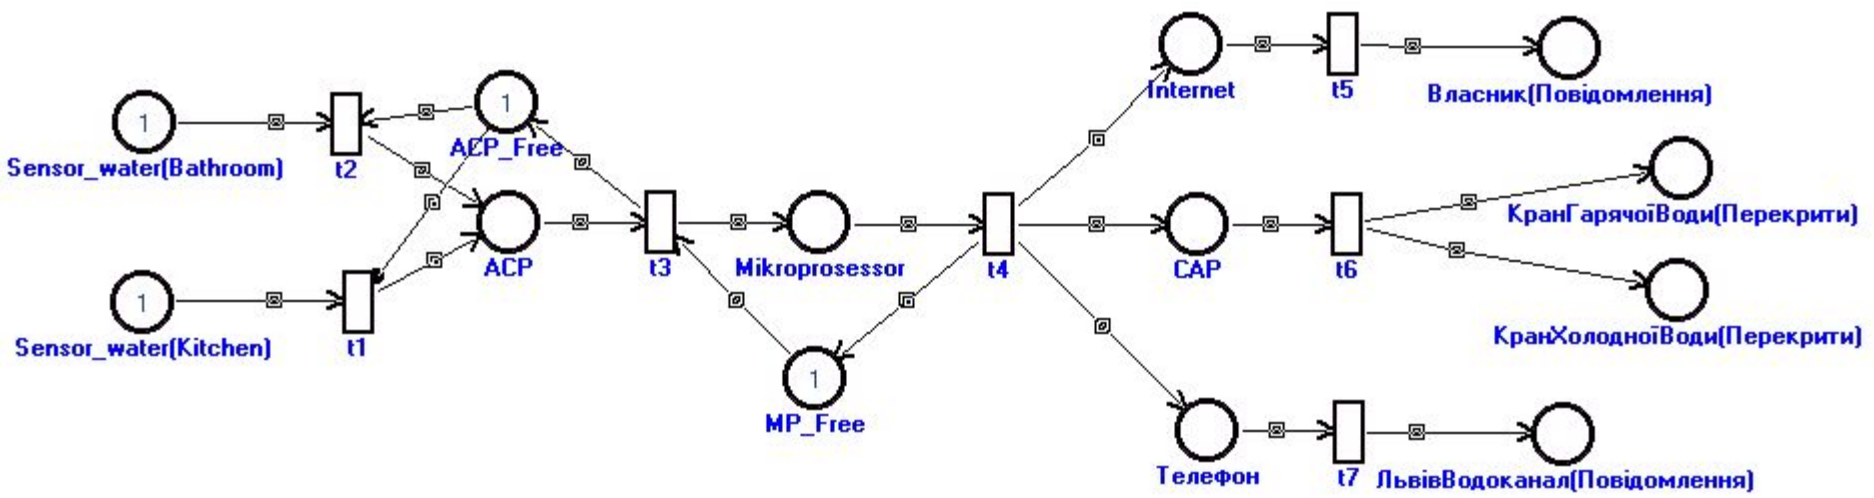 Internet
t5
Власник(Повідомлення)
1
1
Sensor_water(Bathroom)
t2
ACP_Free
КранГарячоїВоди(Перекрити)
ACP
t3
Mikroprosessor
t4
CAP
t6
1
Sensor_water(Kitchen)
t1
КранХолодноїВоди(Перекрити)
1
MP_Free
Телефон
t7
ЛьвівВодоканал(Повідомлення)